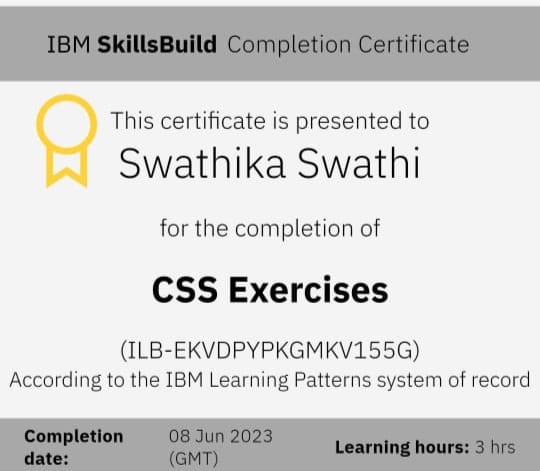 IBM SkillsBuild Completion Certificate
This certificate is presented to
Swathika Swathi
for the completion of
CSS Exercises
(ILB-EKVDPYPKGMKV155G)
According to the IBM Learning Patterns system of record
Completion date: 08 Jun 2023 (GMT)
Learning hours: 3 hrs